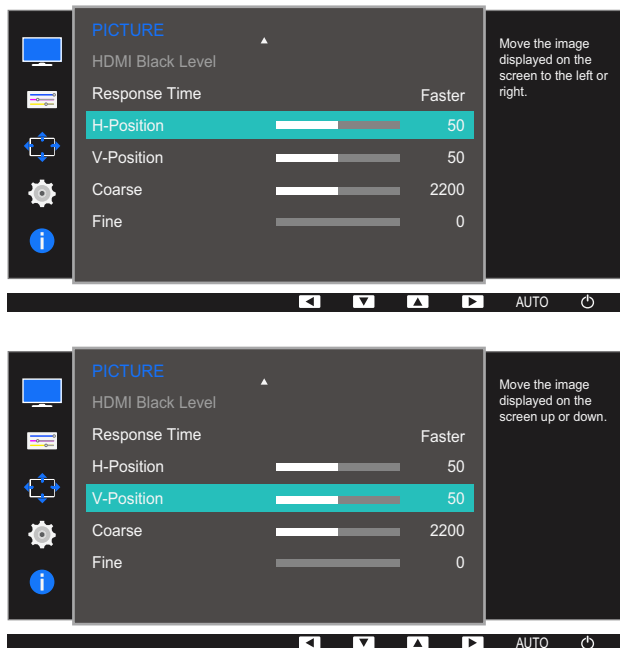 PICTURE
HDMI Black Level
Response Time Faster
H-Position 50
V-Position 50
Coarse 2200
Fine 0
Move the image
displayed on the
screen to the left or
right.
AUTO
PICTURE
HDMI Black Level
Response Time Faster
H-Position 50
V-Position 50
Coarse 2200
Fine 0
Move the image
displayed on the
screen up or down.
AUTO